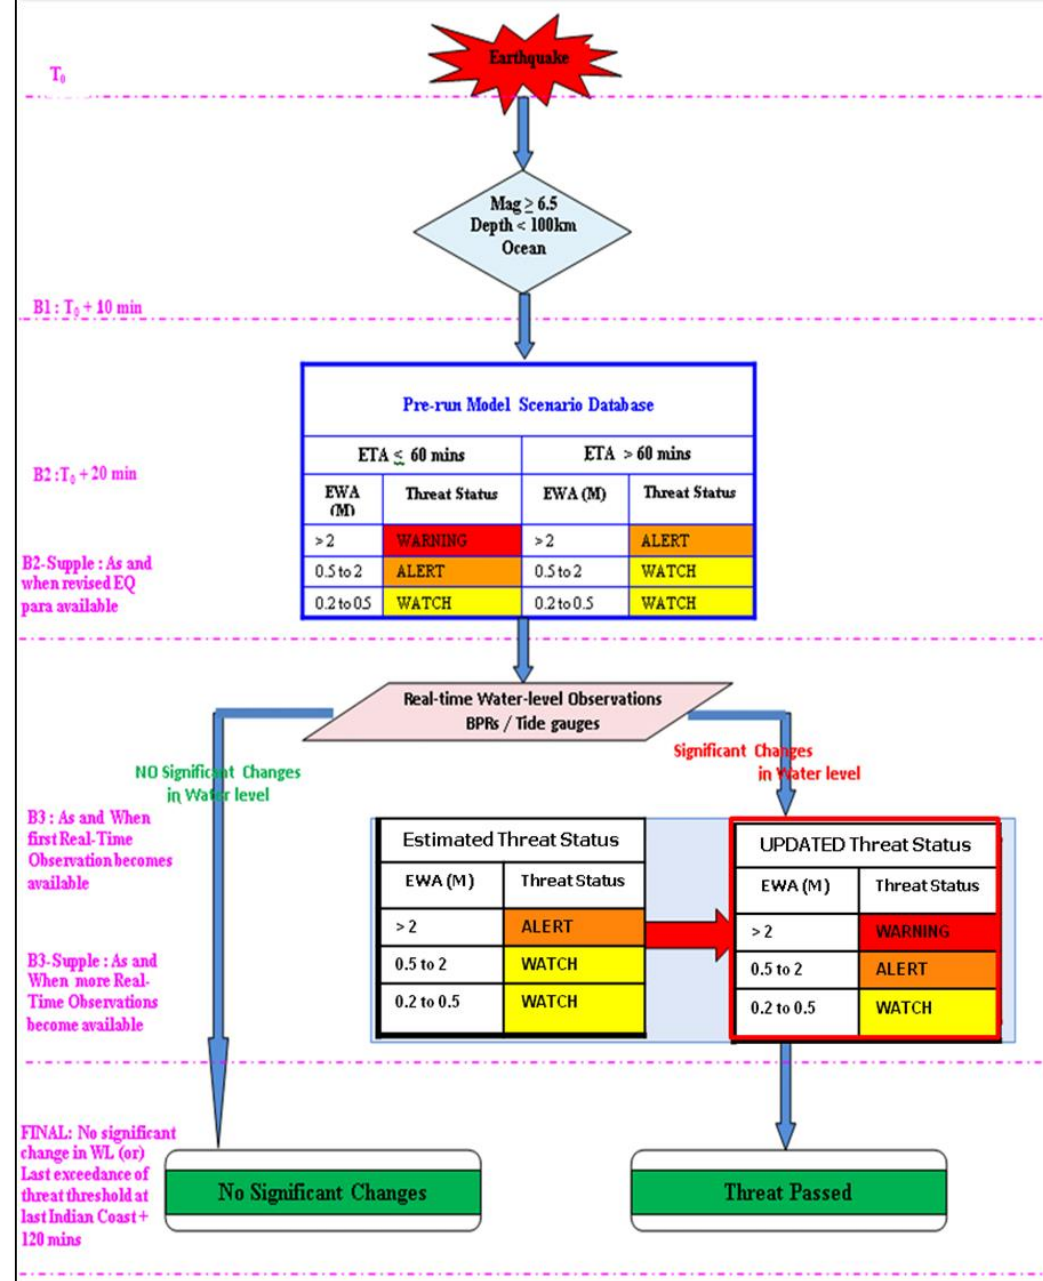 Earthquake
T₀
Mag ≥ 6.5
Depth < 100km
Ocean
B1 : T₀ + 10 min
Pre-run Model Scenario Database
ETA ≤ 60 mins ETA > 60 mins
EWA (M) Threat Status EWA (M) Threat Status
> 2 WARNING > 2 ALERT
0.5 to 2 ALERT 0.5 to 2 WATCH
0.2 to 0.5 WATCH 0.2 to 0.5 WATCH
B2 :T₀ + 20 min
B2-Supple : As and
when revised EQ
para available
Real-time Water-level Observations
BPRs / Tide gauges
NO Significant Changes
in Water level
Significant Changes
in Water level
B3 : As and When
first Real-Time
Observation becomes
available
B3-Supple : As and
When more Real-
Time Observations
become available
Estimated Threat Status
EWA (M) Threat Status
> 2 ALERT
0.5 to 2 WATCH
0.2 to 0.5 WATCH
UPDATED Threat Status
EWA (M) Threat Status
> 2 WARNING
0.5 to 2 ALERT
0.2 to 0.5 WATCH
FINAL: No significant
change in WL (or)
Last exceedance of
threat threshold at
last Indian Coast +
120 mins
No Significant Changes
Threat Passed